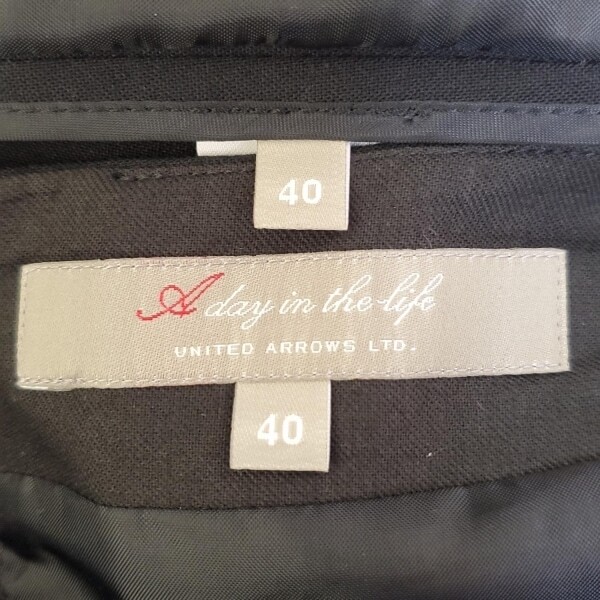 40
A day in the life
UNITED ARROWS LTD.
40